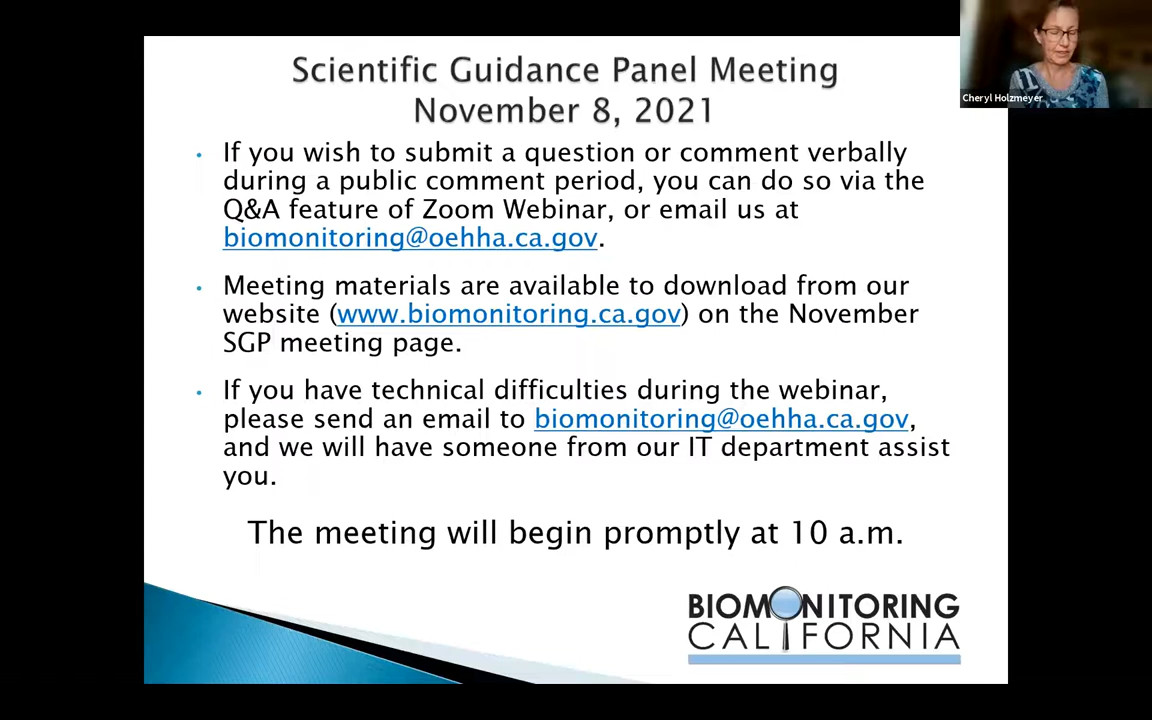 Scientific Guidance Panel Meeting
November 8, 2021
Cheryl Holzmeyer
• If you wish to submit a question or comment verbally
during a public comment period, you can do so via the
Q&A feature of Zoom Webinar, or email us at
biomonitoring@oehha.ca.gov.
• Meeting materials are available to download from our
website (www.biomonitoring.ca.gov) on the November
SGP meeting page.
• If you have technical difficulties during the webinar,
please send an email to biomonitoring@oehha.ca.gov,
and we will have someone from our IT department assist
you.
The meeting will begin promptly at 10 a.m.
BIOMONITORING
CALIFORNIA